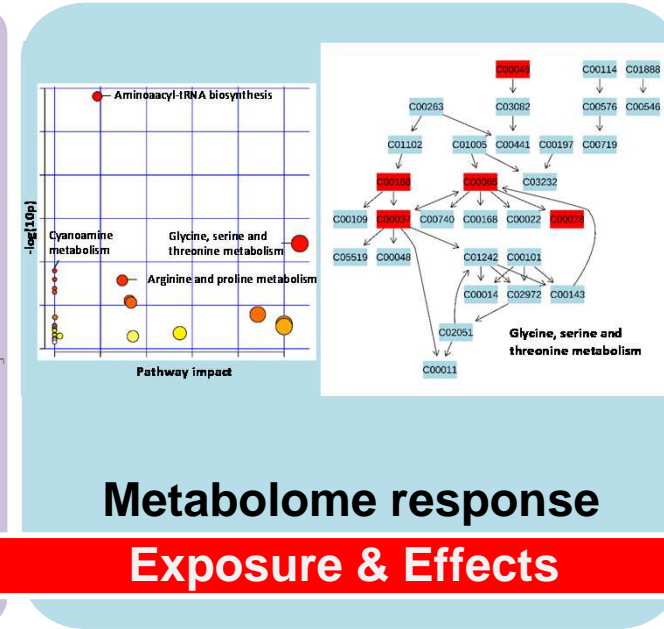 Aminoaacyl-tRNA biosynthesis
-log(10p)
Cyanoamine
metabolism
Glycine, serine and
threonine metabolism
Arginine and proline metabolism
Pathway impact
C00049
C00114
C01888
C00263
C03082
C00576
C00546
C01102
C01005
C00441
C00197
C00719
C00188
C00065
C03232
C00109
C00037
C00740
C00168
C00022
C00078
C05519
C00048
C01242
C00101
C00014
C02972
C00143
C02051
Glycine, serine and
threonine metabolism
C00011
Metabolome response
Exposure & Effects